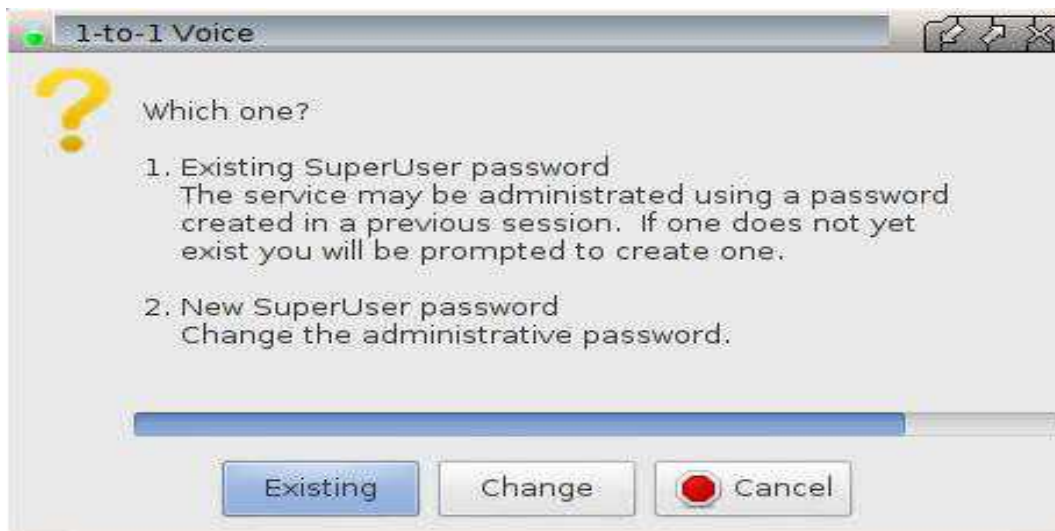 1-to-1 Voice
Which one?
1. Existing SuperUser password
The service may be administrated using a password
created in a previous session. If one does not yet
exist you will be prompted to create one.
2. New SuperUser password
Change the administrative password.
Existing Change Cancel